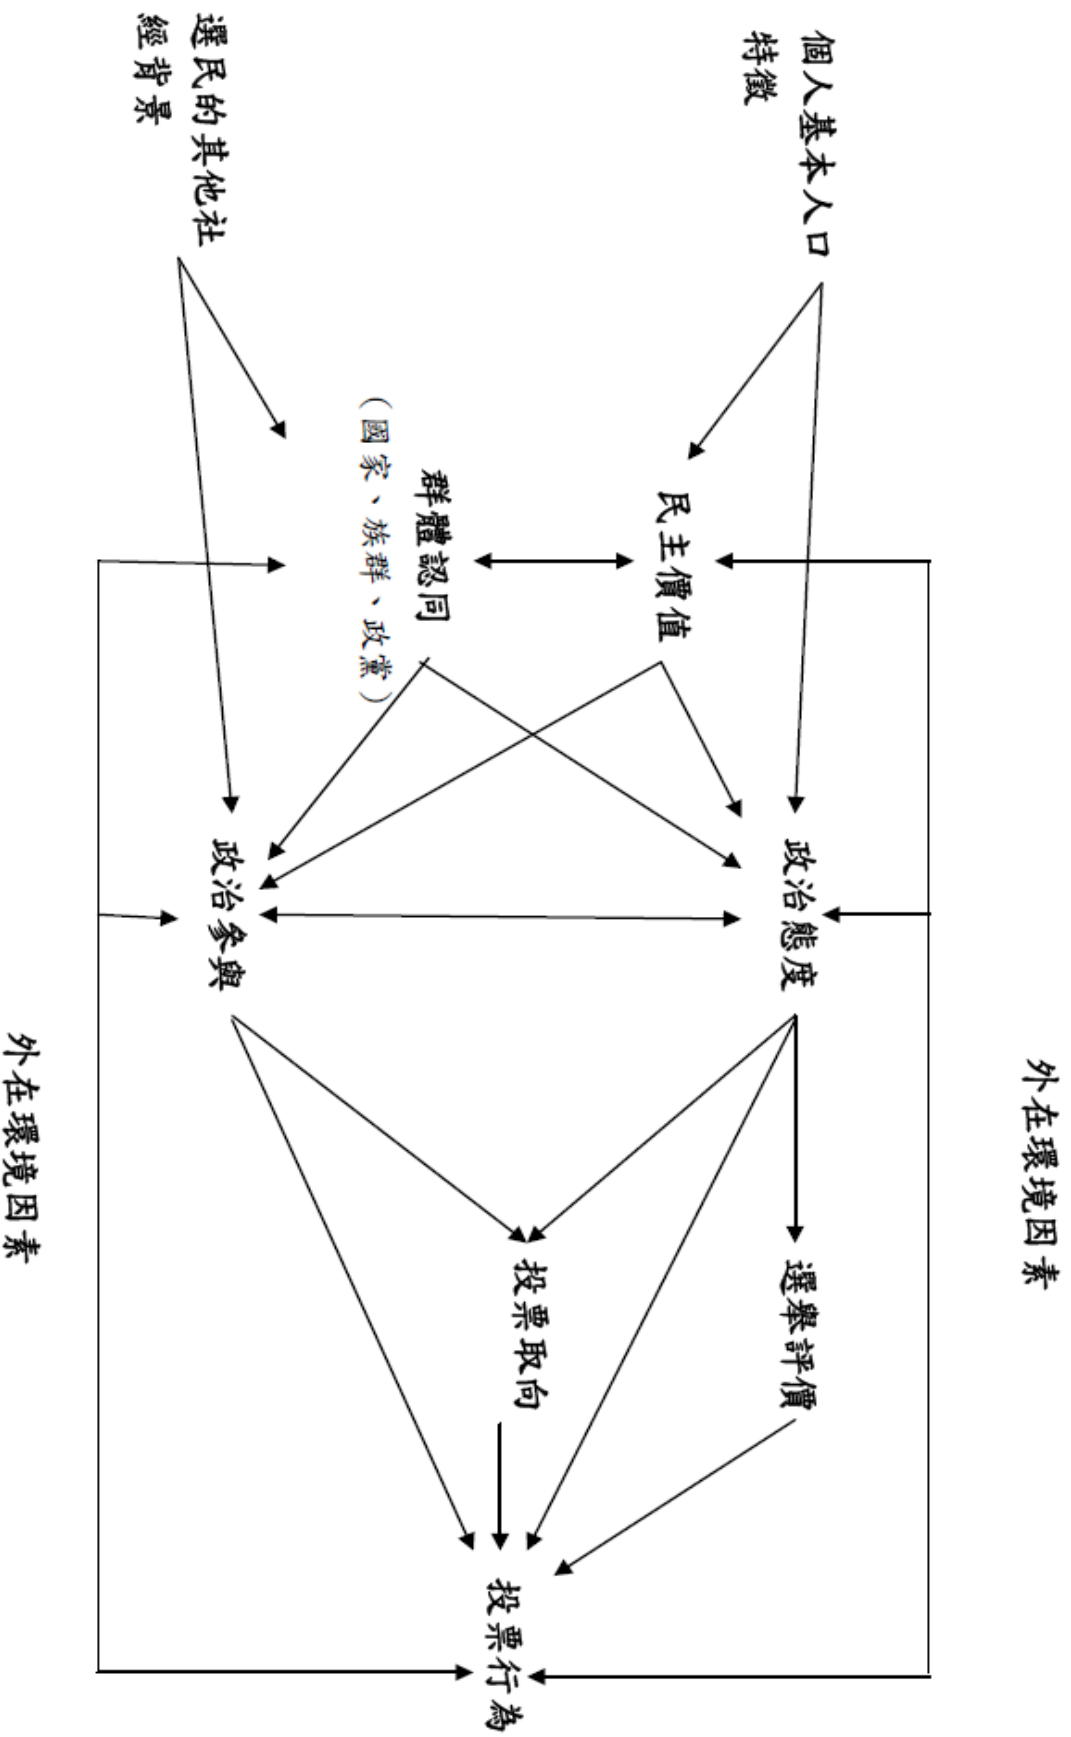 外在環境因素
個人基本人口
特徵
民主價值
政治態度
選舉評價
群體認同
（國家、族群、政黨）
投票取向
投票行為
選民的其他社
經背景
政治參與
外在環境因素